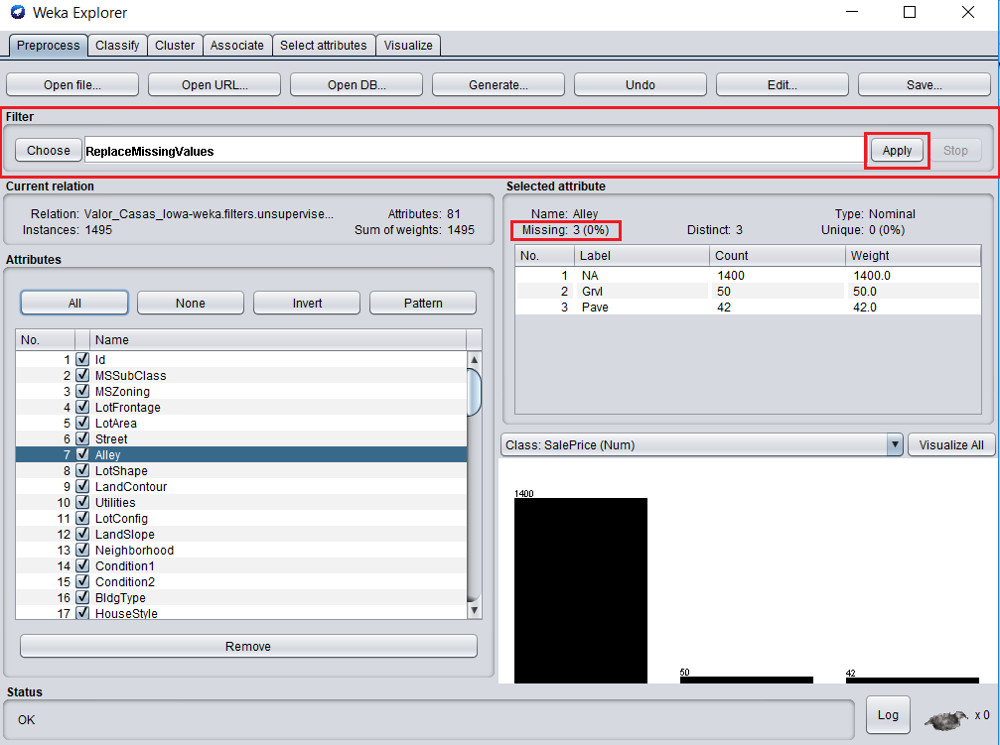 Weka Explorer
Preprocess Classify Cluster Associate Select attributes Visualize
Open file... Open URL... Open DB... Generate... Undo Edit... Save...
Filter
Choose ReplaceMissingValues Apply Stop
Current relation
Relation: Valor_Casas_Iowa-weka.filters.unsupervise... Attributes: 81
Instances: 1495 Sum of weights: 1495
Attributes
All None Invert Pattern
No. Name
1 Id
2 MSSubClass
3 MSZoning
4 LotFrontage
5 LotArea
6 Street
7 Alley
8 LotShape
9 LandContour
10 Utilities
11 LotConfig
12 LandSlope
13 Neighborhood
14 Condition1
15 Condition2
16 BldgType
17 HouseStyle
Remove
Selected attribute
Name: Alley Type: Nominal
Missing: 3 (0%) Distinct: 3 Unique: 0 (0%)
No. Label Count Weight
1 NA 1400 1400.0
2 Grvl 50 50.0
3 Pave 42 42.0
Class: SalePrice (Num) Visualize All
1400
50
42
Status
OK
Log x 0